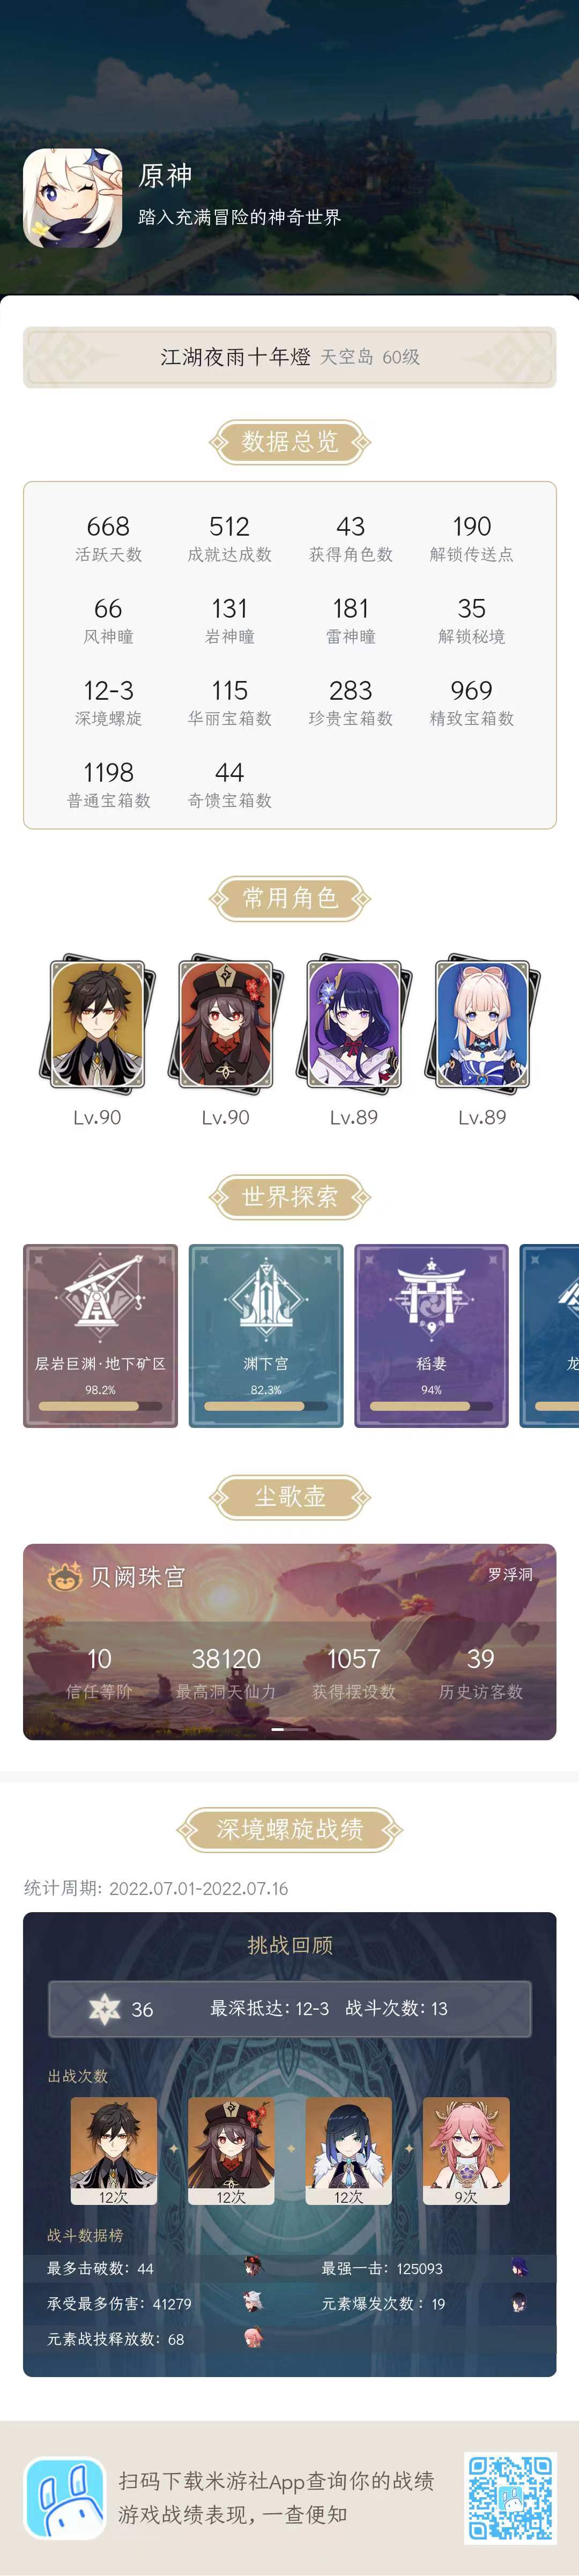 原神
踏入充满冒险的神奇世界
江湖夜雨十年燈 天空岛 60级
数据总览
668 512 43 190
活跃天数 成就达成数 获得角色数 解锁传送点
66 131 181 35
风神瞳 岩神瞳 雷神瞳 解锁秘境
12-3 115 283 969
深境螺旋 华丽宝箱数 珍贵宝箱数 精致宝箱数
1198 44
普通宝箱数 奇馈宝箱数
常用角色
Lv.90 Lv.90 Lv.89 Lv.89
世界探索
层岩巨渊·地下矿区 渊下宫 稻妻 龙
98.2% 82.3% 94%
尘歌壶
贝阙珠宫 罗浮洞
10 38120 1057 39
信任等阶 最高洞天仙力 获得摆设数 历史访客数
深境螺旋战绩
统计周期: 2022.07.01-2022.07.16
挑战回顾
36 最深抵达: 12-3 战斗次数: 13
出战次数
12次 12次 12次 9次
战斗数据榜
最多击破数: 44 最强一击: 125093
承受最多伤害: 41279 元素爆发次数: 19
元素战技释放数: 68
扫码下载米游社App查询你的战绩
游戏战绩表现, 一查便知